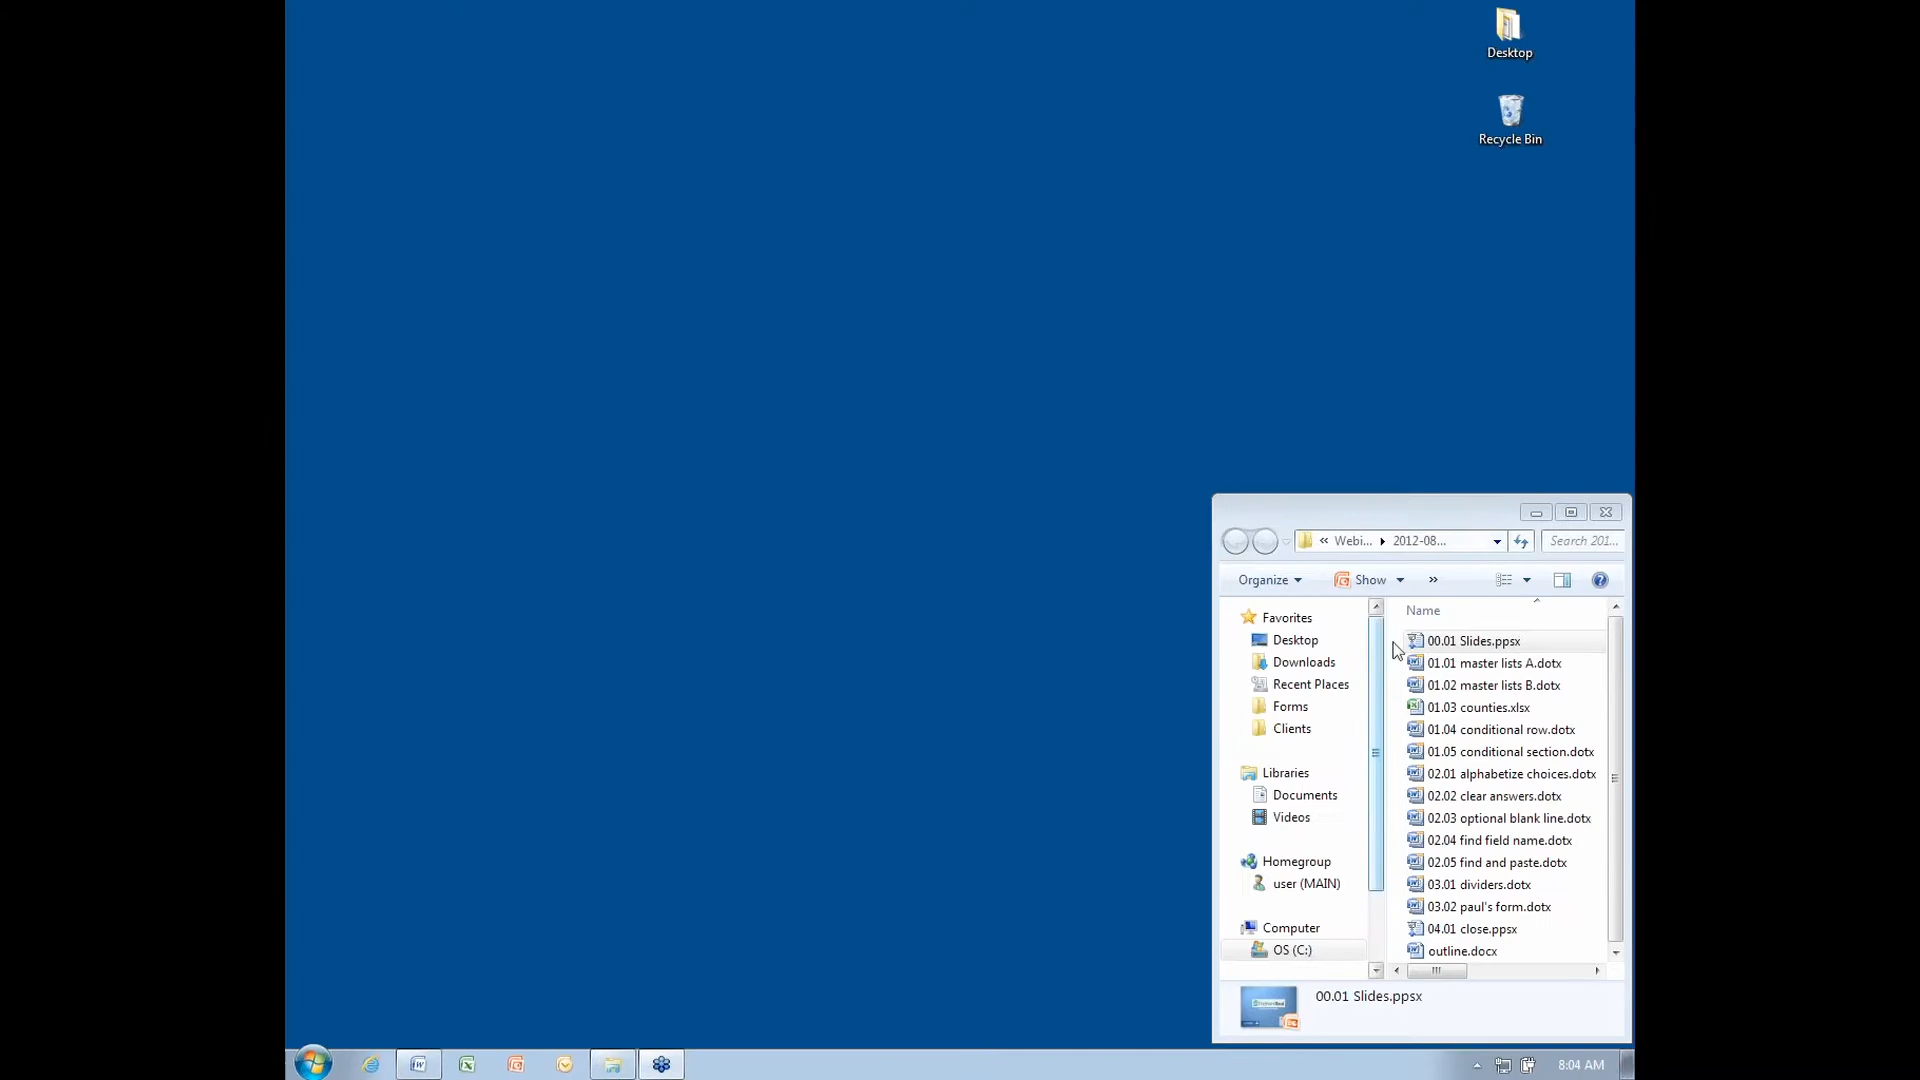 Desktop
Recycle Bin
« Webi... 2012-08...
Search 201...
Organize Show »
Favorites
Desktop
Downloads
Recent Places
Forms
Clients
Libraries
Documents
Videos
Homegroup
user (MAIN)
Computer
OS (C:)
Name
00.01 Slides.ppsx
01.01 master lists A.dotx
01.02 master lists B.dotx
01.03 counties.xlsx
01.04 conditional row.dotx
01.05 conditional section.dotx
02.01 alphabetize choices.dotx
02.02 clear answers.dotx
02.03 optional blank line.dotx
02.04 find field name.dotx
02.05 find and paste.dotx
03.01 dividers.dotx
03.02 paul's form.dotx
04.01 close.ppsx
outline.docx
00.01 Slides.ppsx
8:04 AM